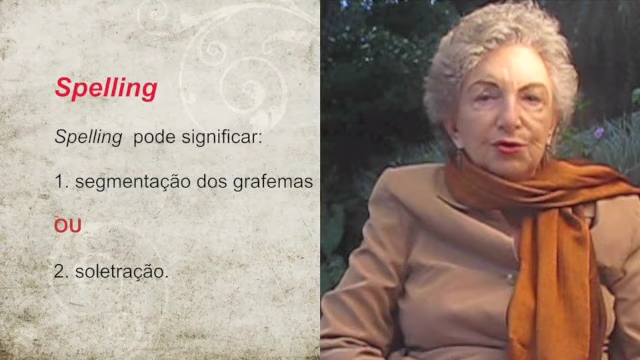 Spelling
Spelling pode significar:
1. segmentação dos grafemas
OU
2. soletração.